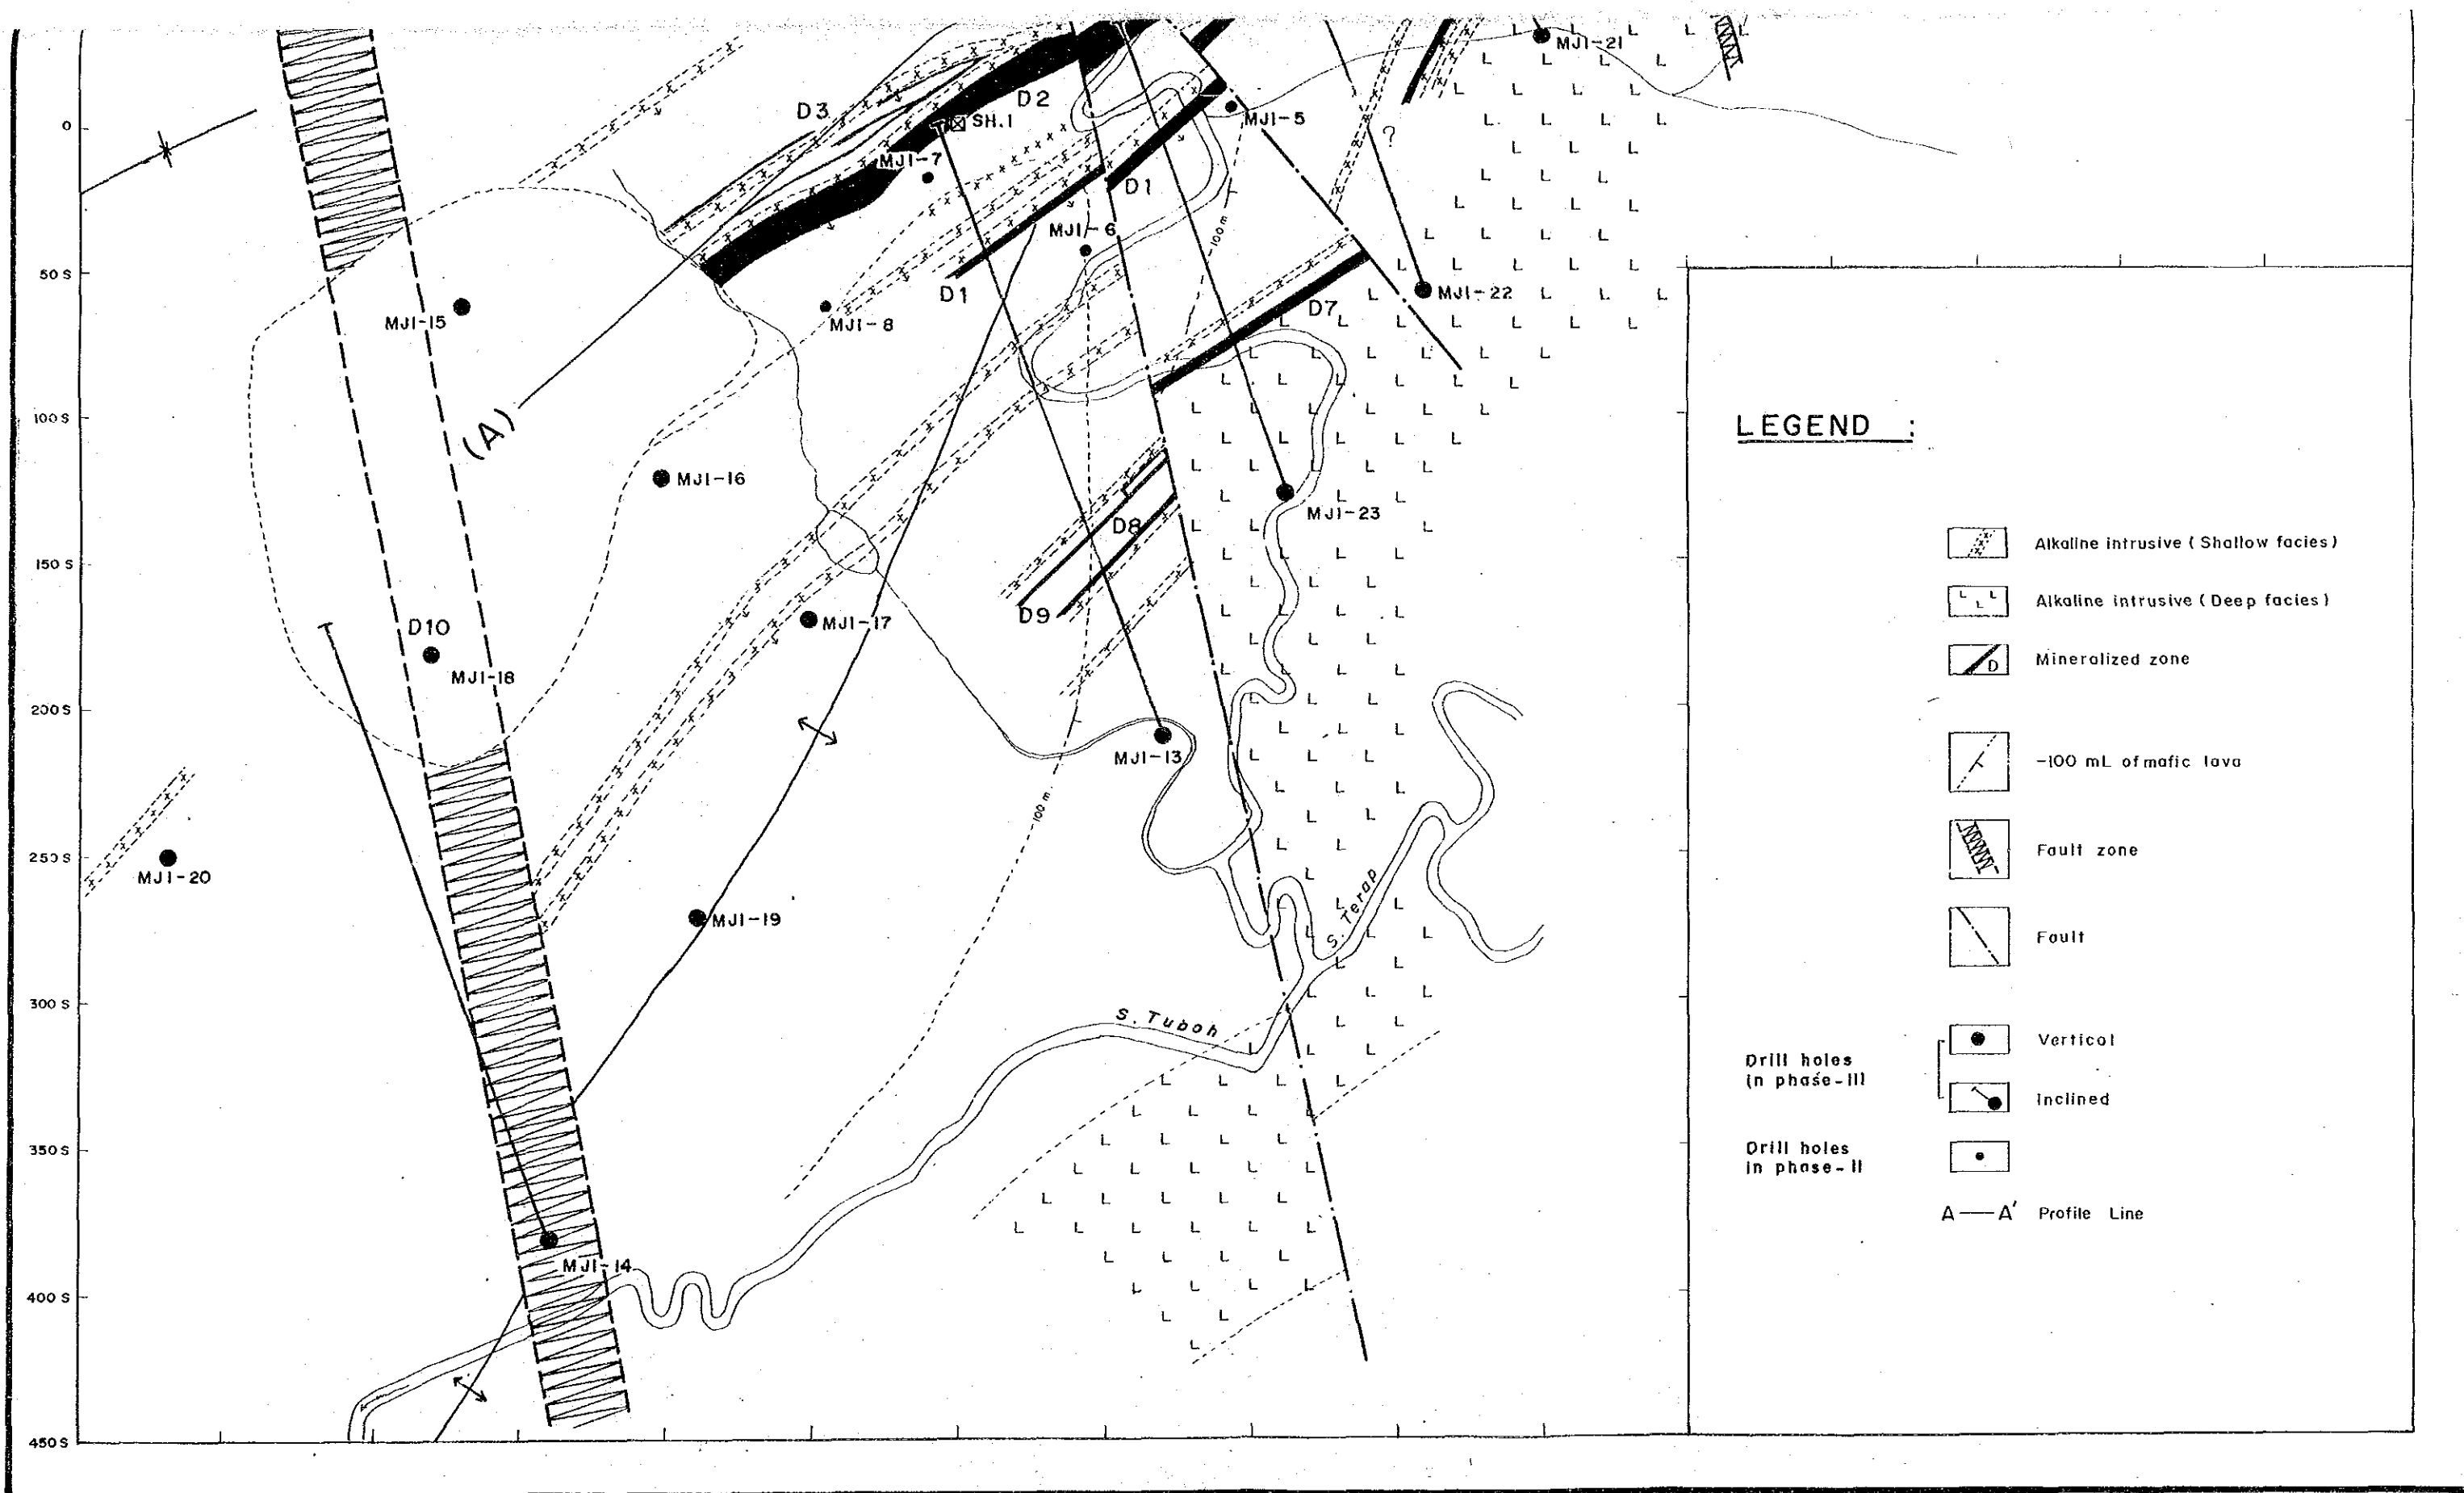 MJI-21
D3
D2
SH.1
MJI-5
0
?
MJI-7
D1
-100 m
MJI-6
50 S
D1
MJI-22
D7
MJI-15
MJI-8
100 S
(A)
LEGEND :
MJI-16
MJI-23
D8
Alkaline intrusive (Shallow facies)
150 S
Alkaline intrusive (Deep facies)
D9
MJI-17
D10
D
Mineralized zone
MJI-18
200 S
MJI-13
-100 mL of mafic lava
-100 m
250 S
MJI-20
Fault zone
S. Terap
MJI-19
Fault
300 S
S. Tuboh
Vertical
Drill holes
in phase-III
Inclined
350 S
Drill holes
in phase-II
A — A' Profile Line
MJI-14
400 S
450 S